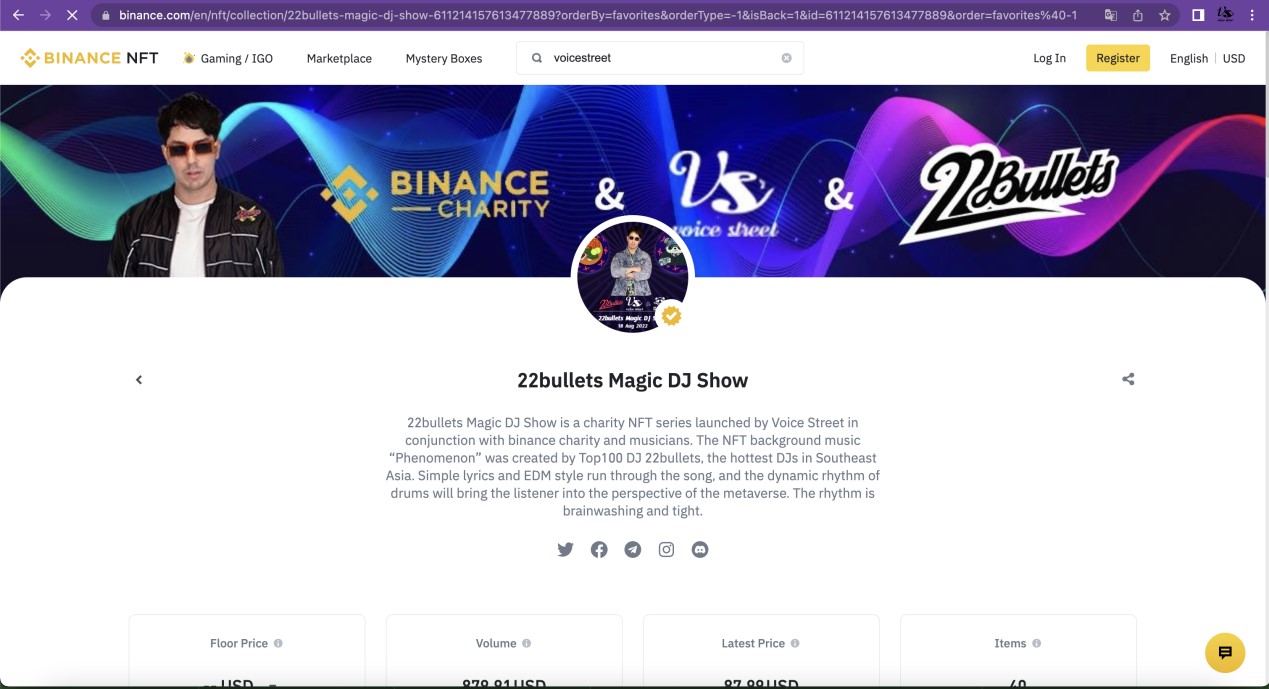 binance.com/en/nft/collection/22bullets-magic-dj-show-611214157613477889?orderBy=favorites&orderType=-1&isBack=1&id=611214157613477889&order=favorites%40-1
BINANCE NFT
Gaming / IGO
Marketplace
Mystery Boxes
voicestreet
Log In
Register
English
USD
BINANCE
CHARITY
&
Vs
voice street
&
22Bullets
22bullets Magic DJ S
18 Aug 2022
22bullets Magic DJ Show
22bullets Magic DJ Show is a charity NFT series launched by Voice Street in
conjunction with binance charity and musicians. The NFT background music
“Phenomenon” was created by Top100 DJ 22bullets, the hottest DJs in Southeast
Asia. Simple lyrics and EDM style run through the song, and the dynamic rhythm of
drums will bring the listener into the perspective of the metaverse. The rhythm is
brainwashing and tight.
Floor Price
Volume
Latest Price
Items
-- USD
879.91 USD
87.99 USD
40